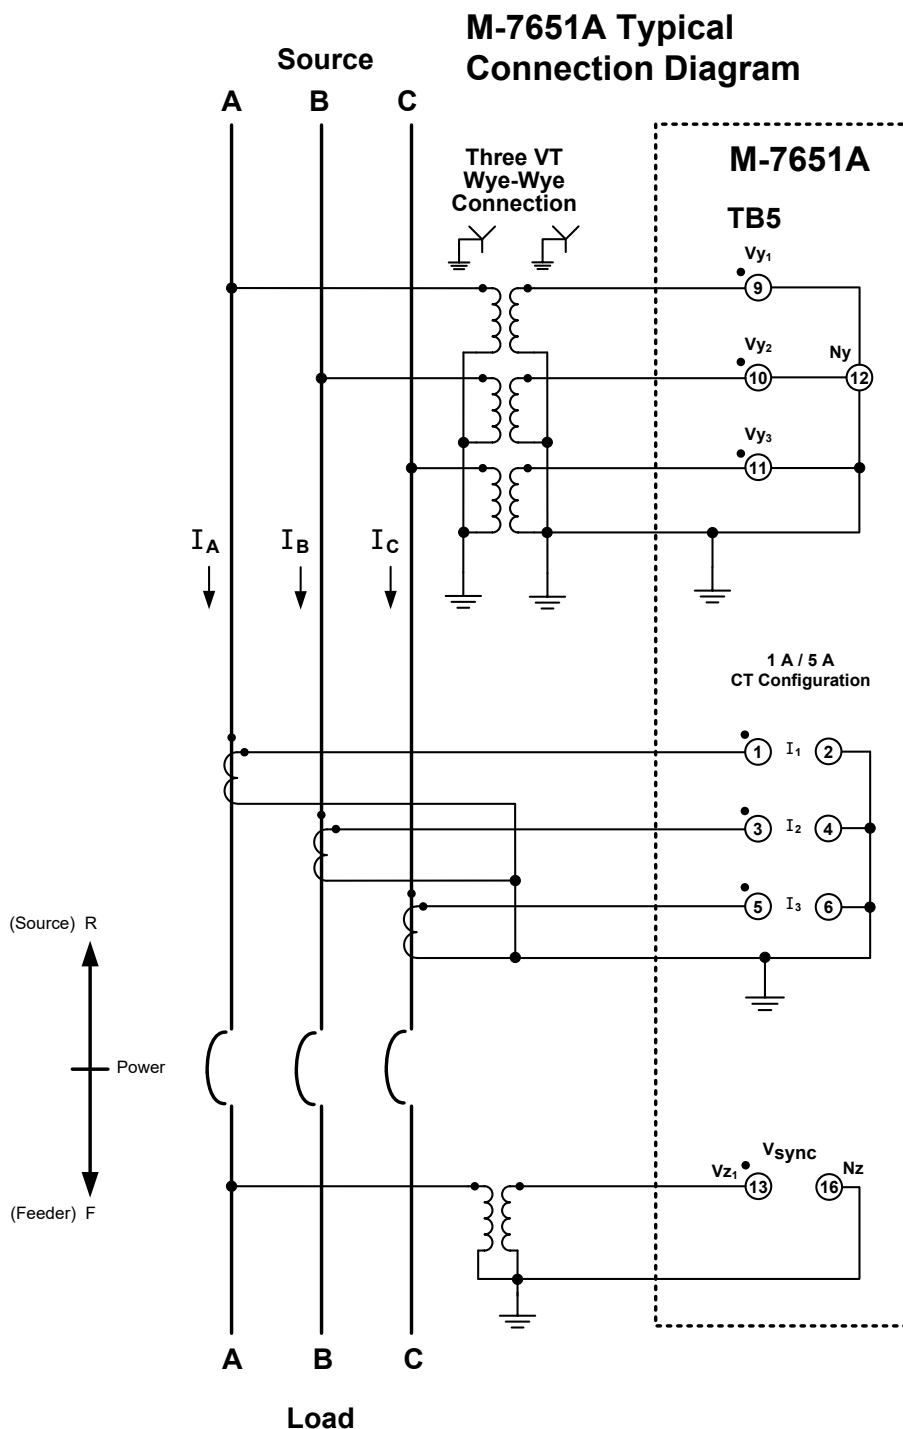 M-7651A Typical
Connection Diagram
Source
A B C
Three VT
Wye-Wye
Connection
M-7651A
TB5
Vy1
9
Vy2
10
Ny
12
Vy3
11
IA IB IC
1 A / 5 A
CT Configuration
1 I1 2
3 I2 4
5 I3 6
(Source) R
Power
(Feeder) F
Vsync
Vz1
13
16
Nz
A B C
Load